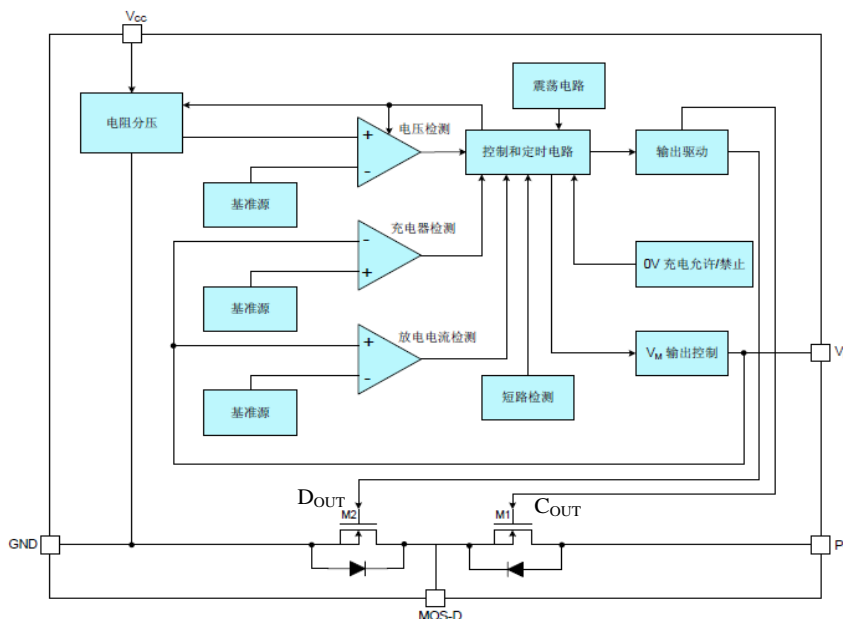 VCC
震荡电路
电阻分压
+
-
电压检测
控制和定时电路
输出驱动
基准源
充电器检测
-
+
0V 充电允许/禁止
基准源
放电电流检测
+
-
VM 输出控制
V
基准源
短路检测
DOUT
COUT
M2
M1
GND
P
MOS-D